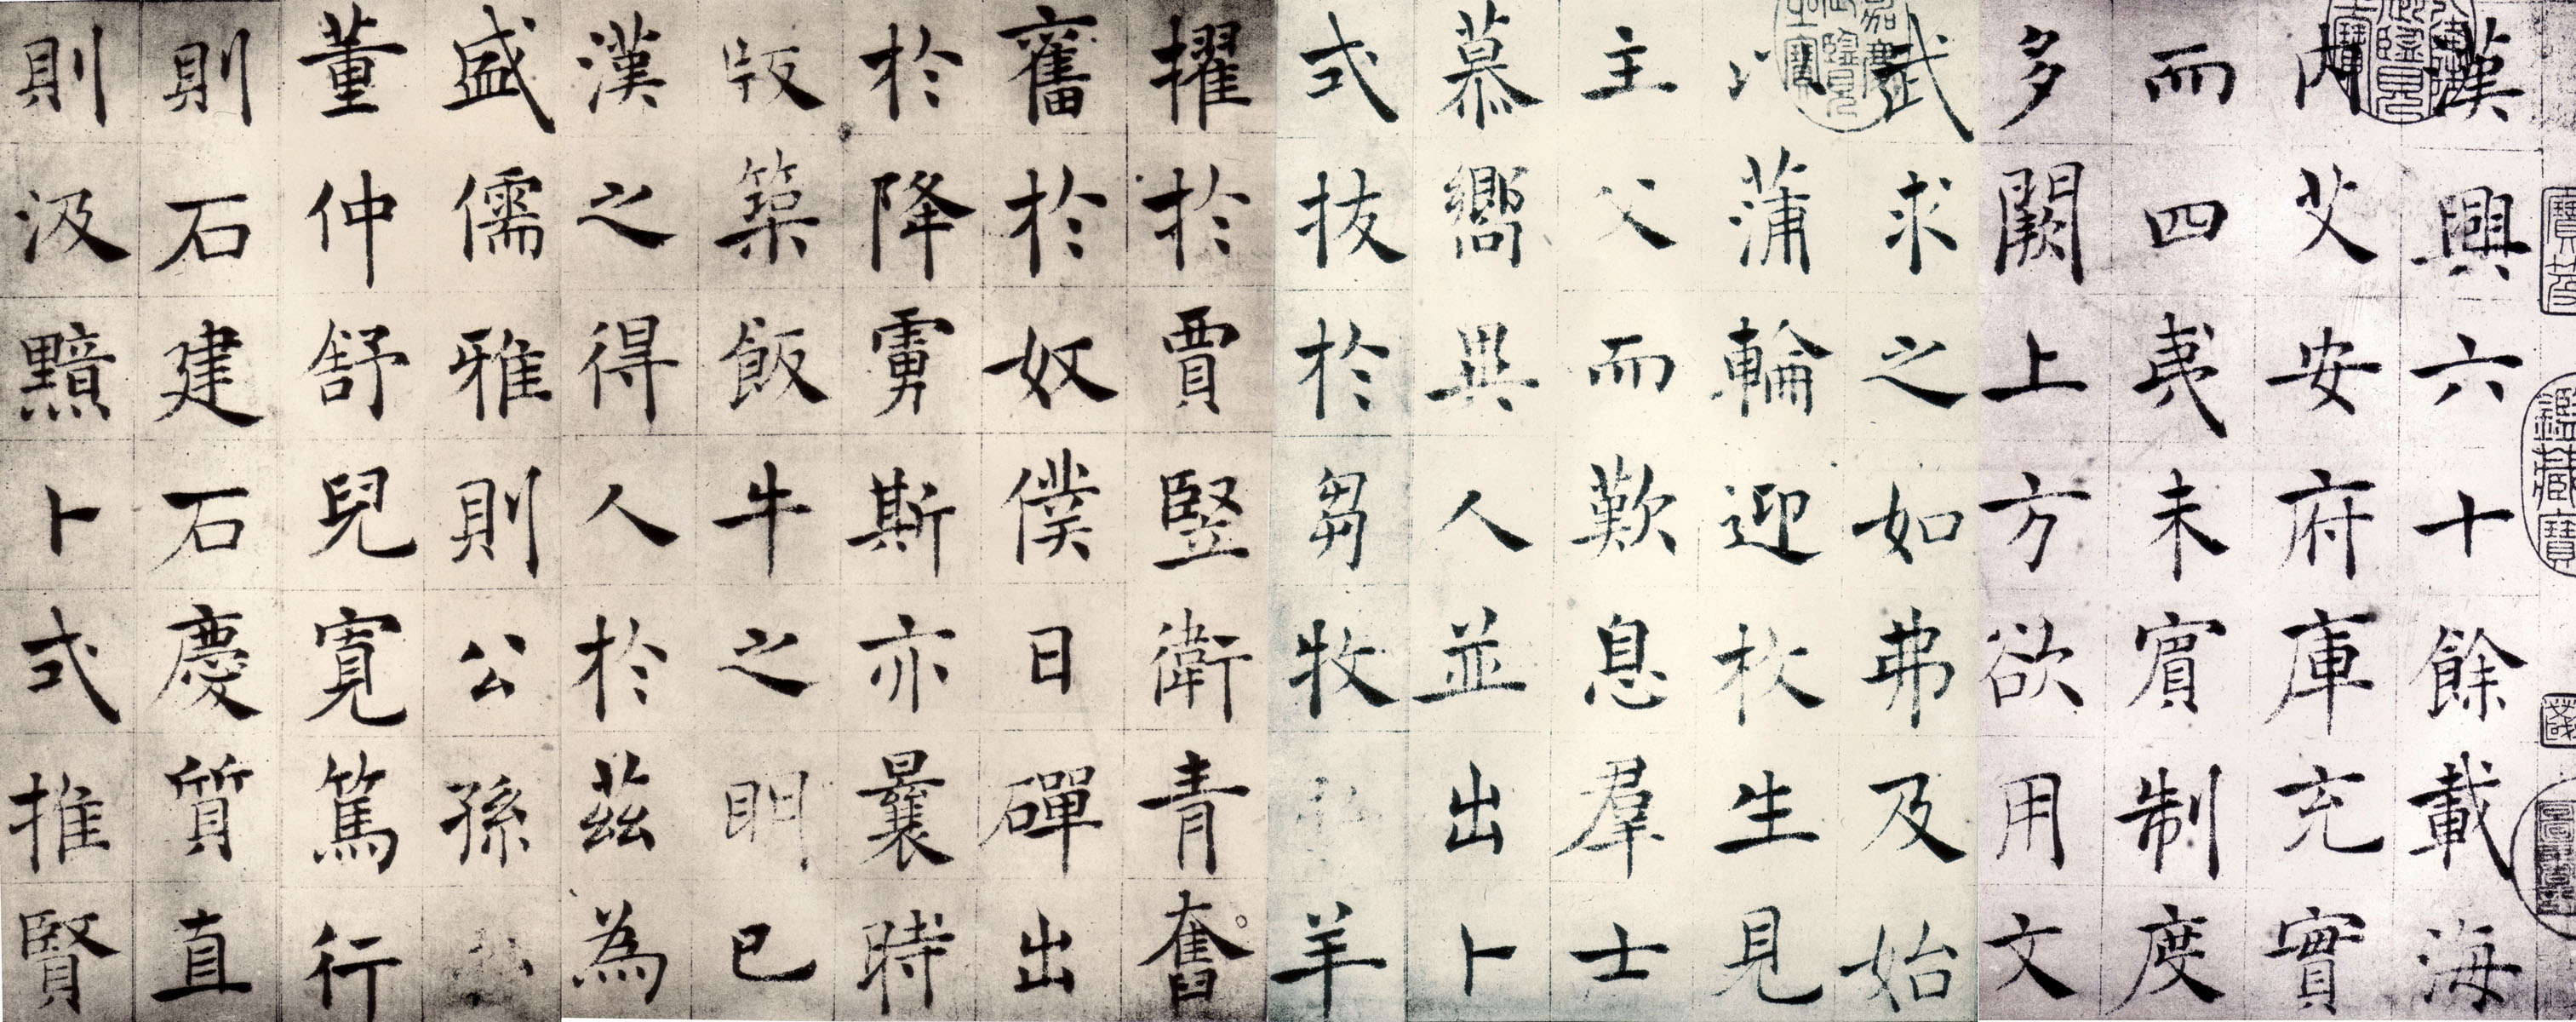 漢興六十餘載海
內艾安府庫充實
而四夷未賓制度
多闕上方欲用文
武求之如弗及始
以蒲輪迎枚生見
主父而歎息羣士
慕嚮異人並出卜
式拔於芻牧羊
擢於賈豎衛青奮
奮於奴僕日磾出
於降虜斯亦曩時
版築飯牛之明已
漢之得人於茲為
盛儒雅則公孫
董仲舒兒寬篤行
則石建石慶質直
則汲黯卜式推賢